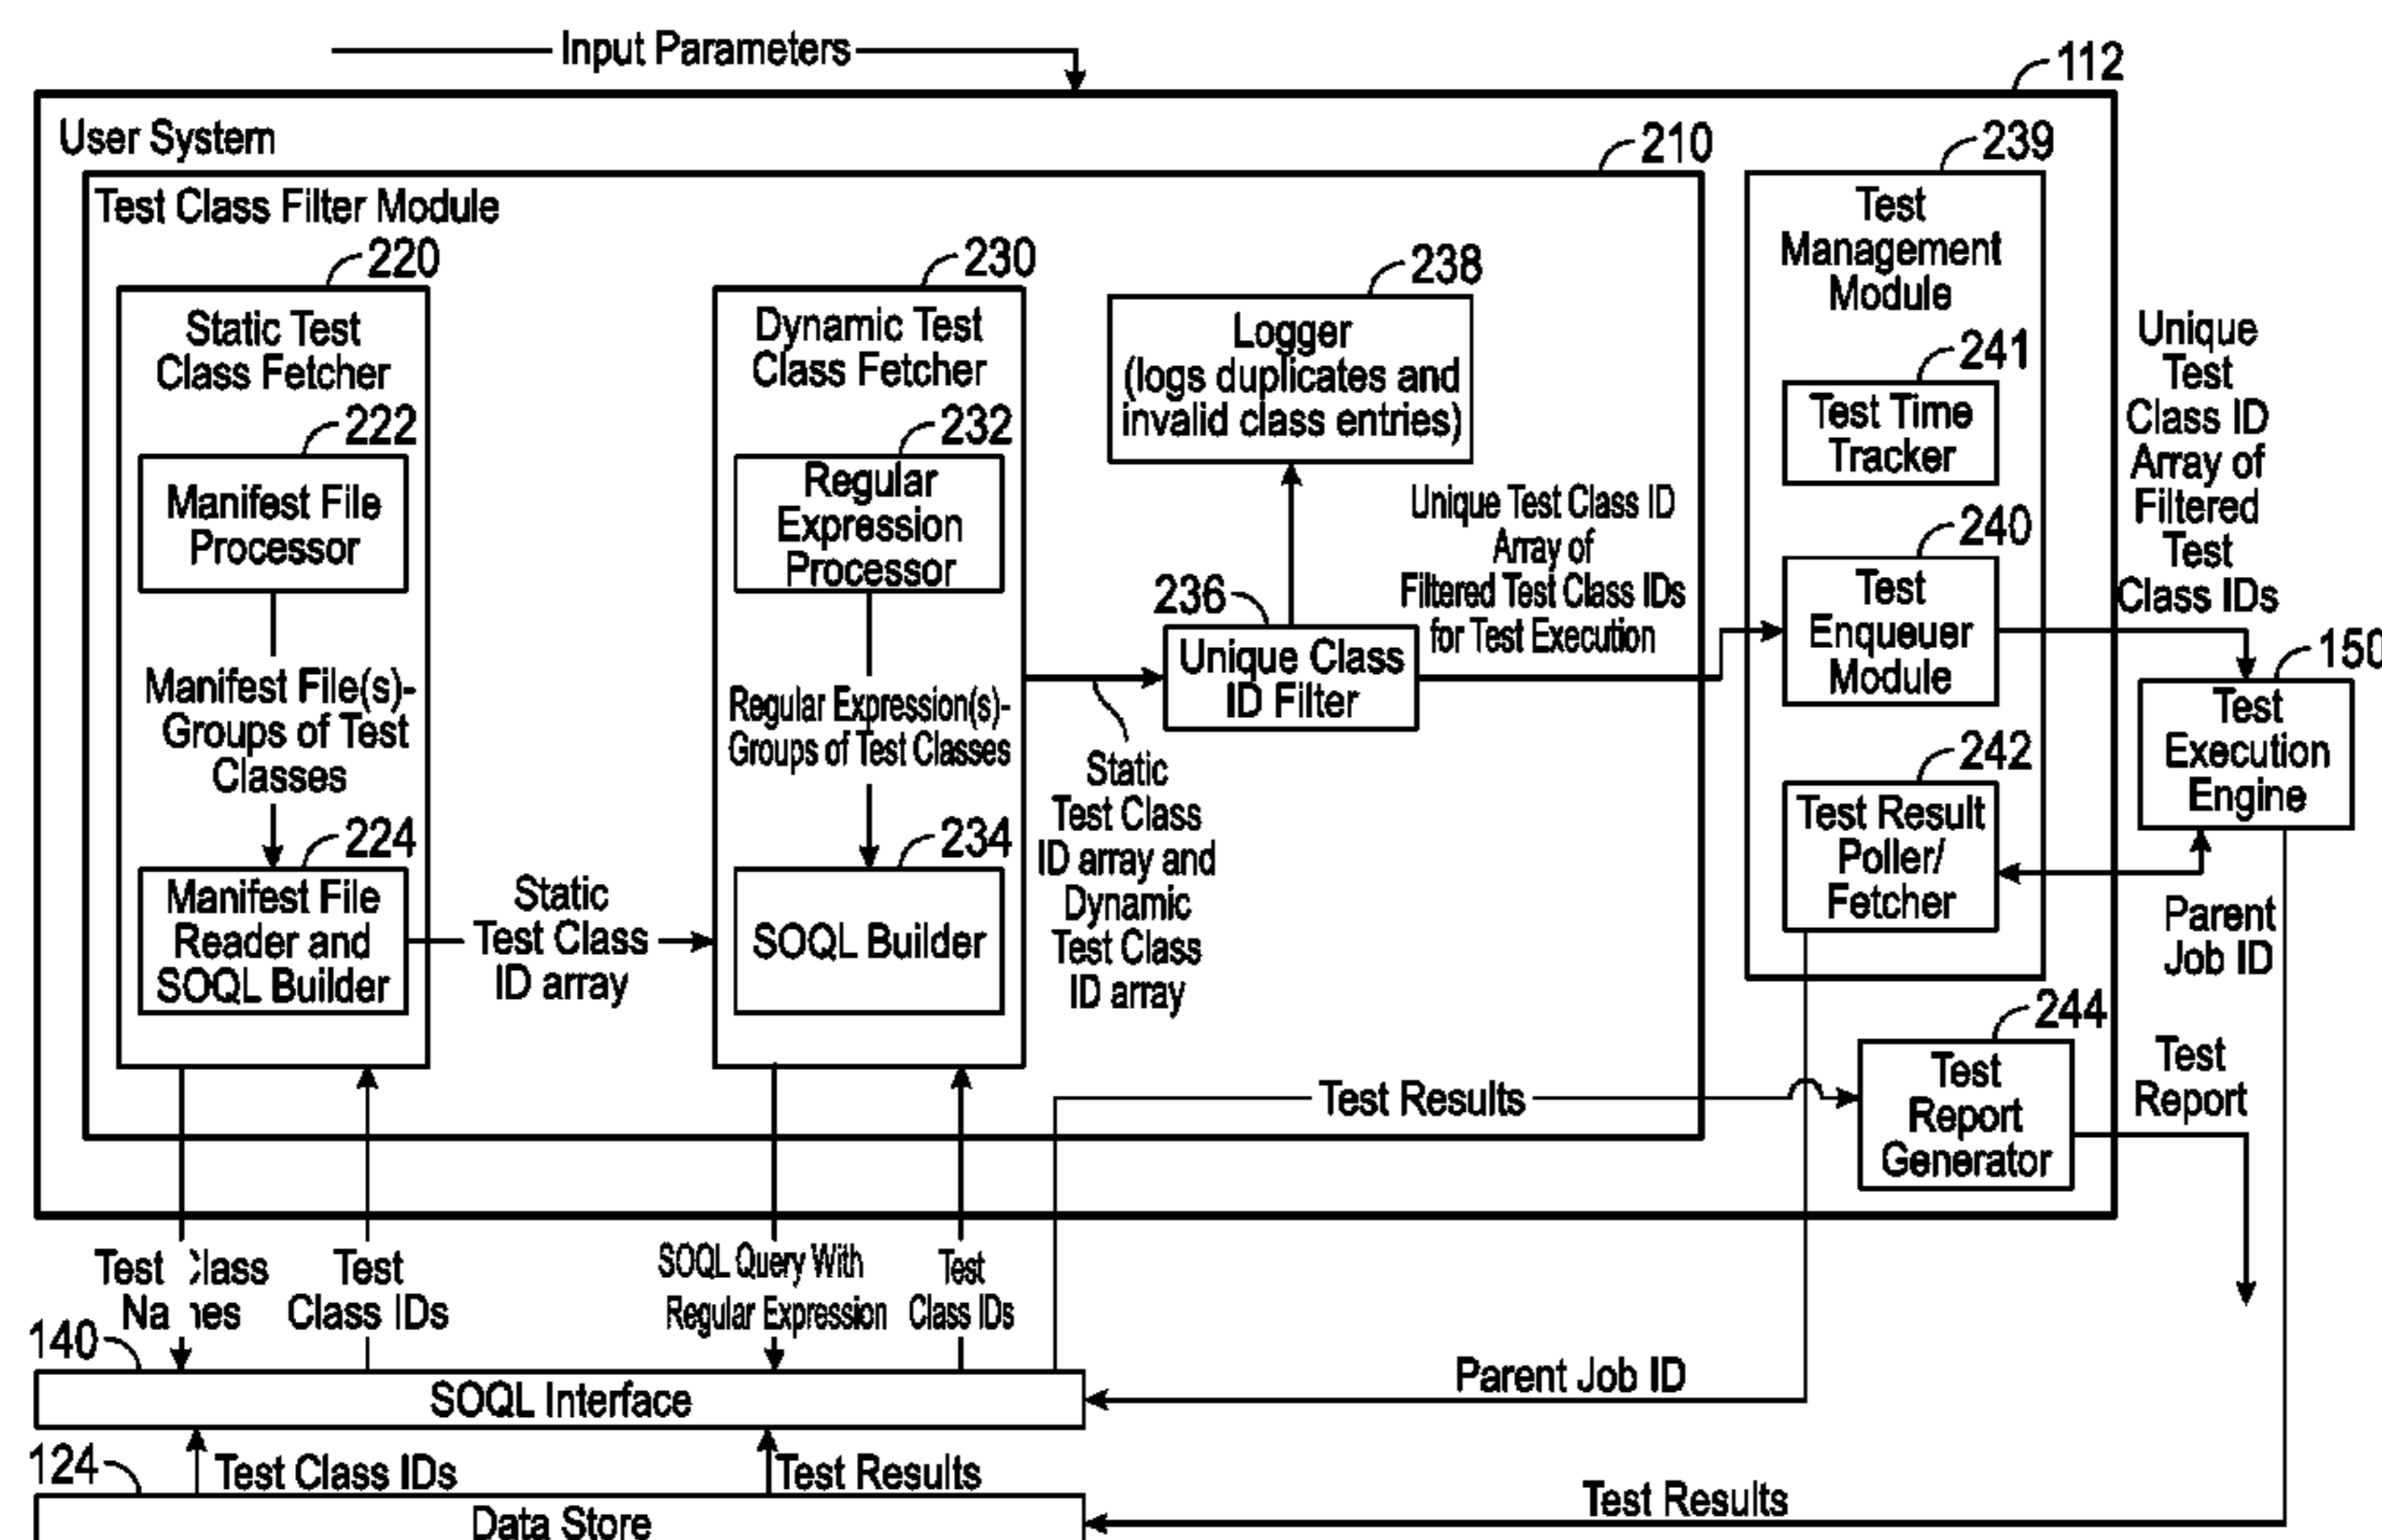 Input Parameters
112
User System
210
239
Test Class Filter Module
220
Static Test
Class Fetcher
222
Manifest File
Processor
Manifest File(s)-
Groups of Test
Classes
224
Manifest File
Reader and
SOQL Builder
Static
Test Class
ID array
230
Dynamic Test
Class Fetcher
232
Regular
Expression
Processor
Regular Expression(s)-
Groups of Test Classes
234
SOQL Builder
Static
Test Class
ID array and
Dynamic
Test Class
ID array
238
Logger
(logs duplicates and
invalid class entries)
236
Unique Class
ID Filter
Unique Test Class ID
Array of
Filtered Test Class IDs
for Test Execution
Test
Management
Module
241
Test Time
Tracker
240
Test
Enqueuer
Module
242
Test Result
Poller/
Fetcher
Unique
Test
Class ID
Array of
Filtered
Test
Class IDs
150
Test
Execution
Engine
Parent
Job ID
244
Test
Report
Generator
Test
Report
Test Results
Test
Test
Class IDs
SOQL Query With
Regular Expression
Test
Class IDs
140
SOQL Interface
Parent Job ID
124
Test Class IDs
Test Results
Test Results
Data Store